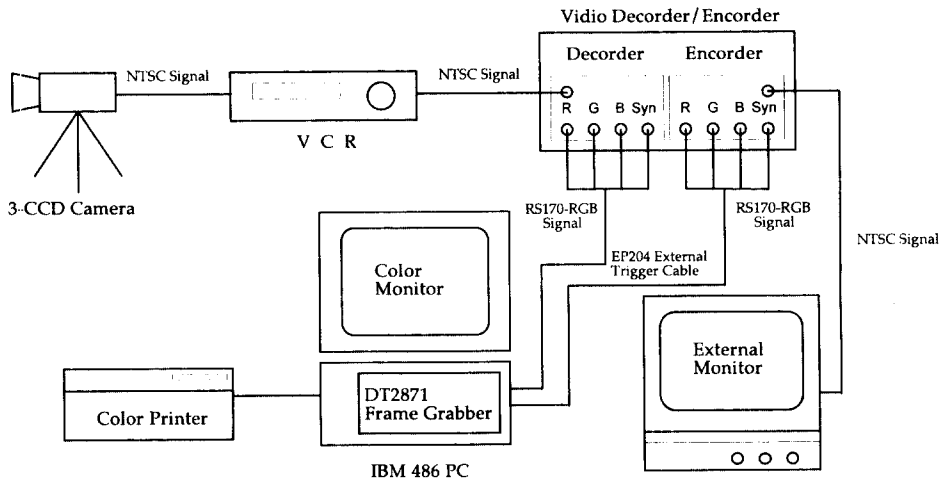 Vidio Decorder/Encorder
Decorder Encorder
NTSC Signal
NTSC Signal
R G B Syn R G B Syn
V C R
3-CCD Camera
RS170-RGB
Signal
RS170-RGB
Signal
NTSC Signal
EP204 External
Trigger Cable
Color
Monitor
External
Monitor
DT2871
Frame Grabber
Color Printer
IBM 486 PC